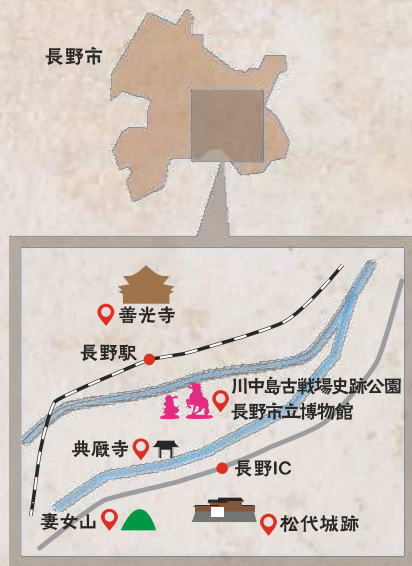 長野市
善光寺
長野駅
川中島古戦場史跡公園
長野市立博物館
典厩寺
長野IC
妻女山
松代城跡